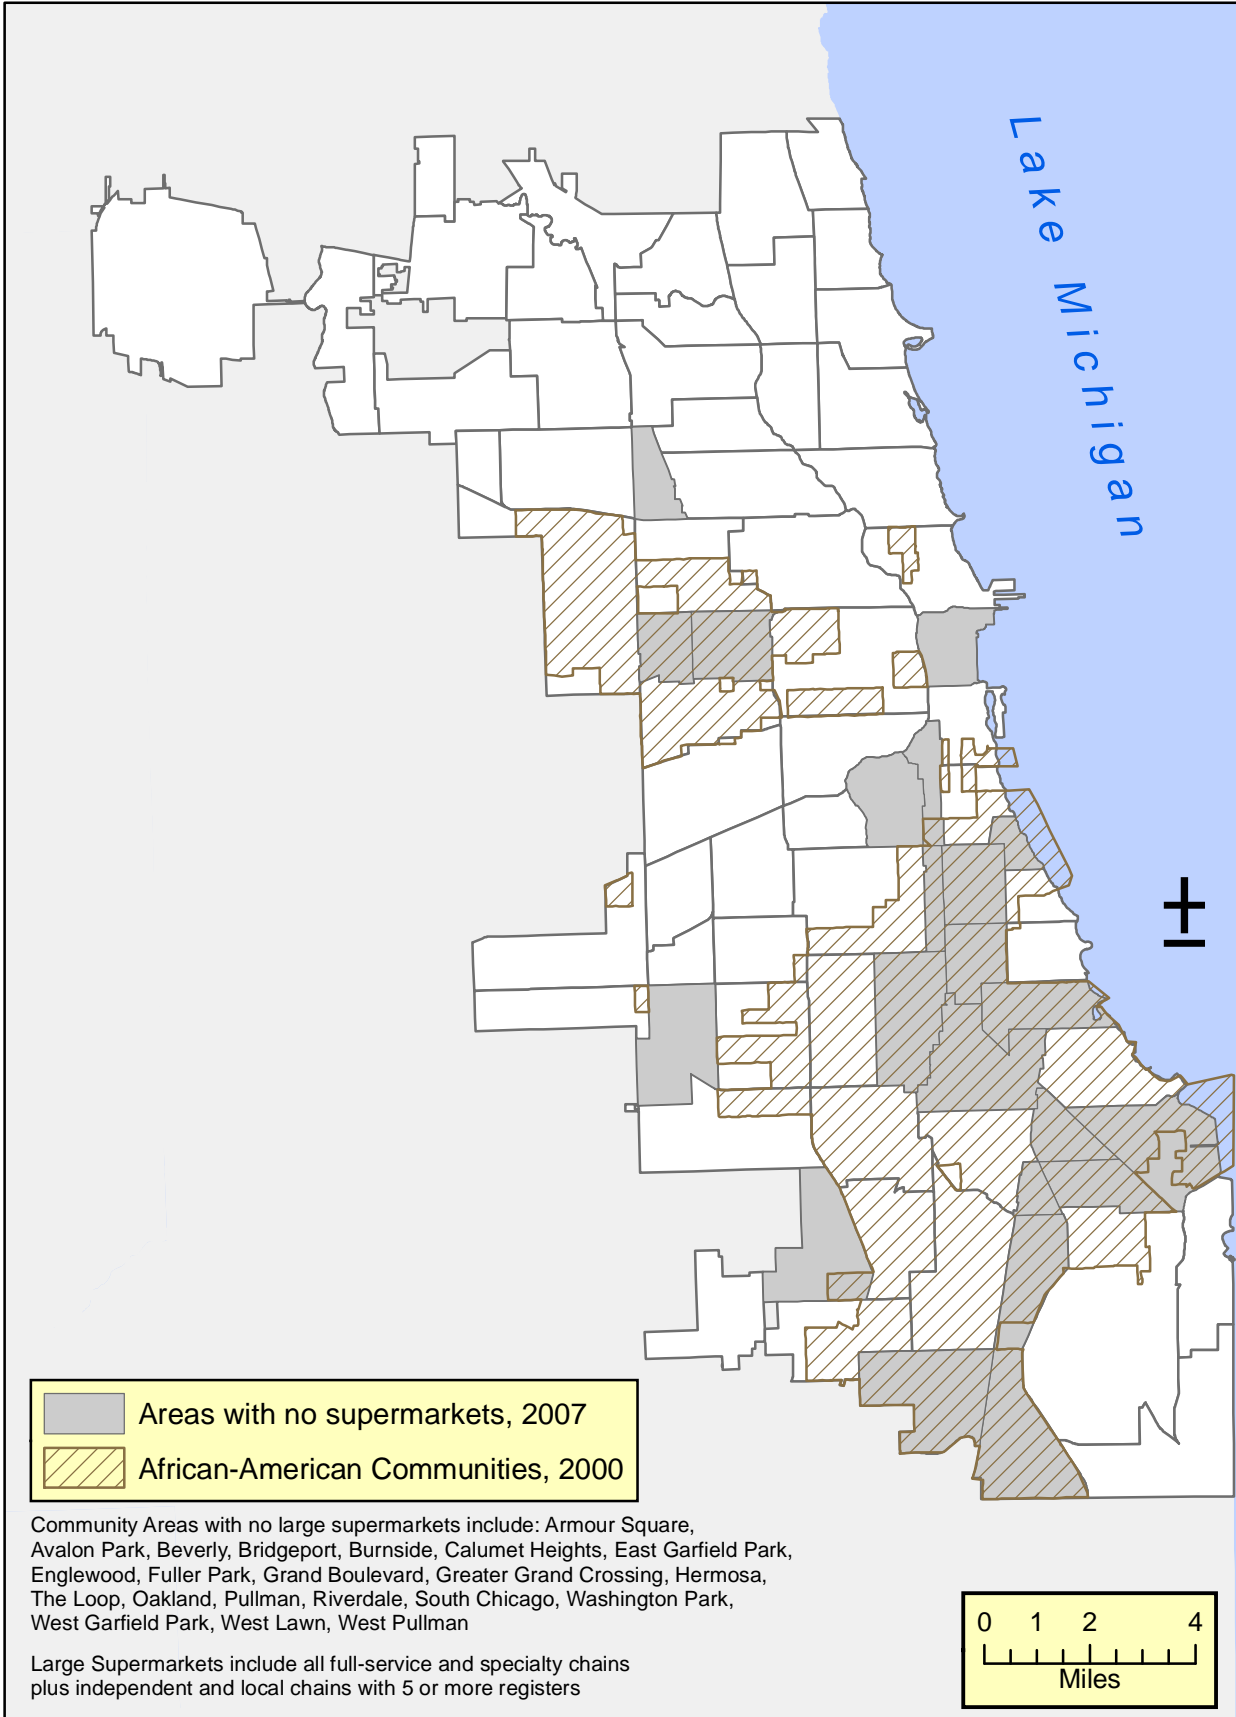 Lake Michigan
±
Areas with no supermarkets, 2007
African-American Communities, 2000
Community Areas with no large supermarkets include: Armour Square,
Avalon Park, Beverly, Bridgeport, Burnside, Calumet Heights, East Garfield Park,
Englewood, Fuller Park, Grand Boulevard, Greater Grand Crossing, Hermosa,
The Loop, Oakland, Pullman, Riverdale, South Chicago, Washington Park,
West Garfield Park, West Lawn, West Pullman
Large Supermarkets include all full-service and specialty chains
plus independent and local chains with 5 or more registers
0 1 2 4
Miles